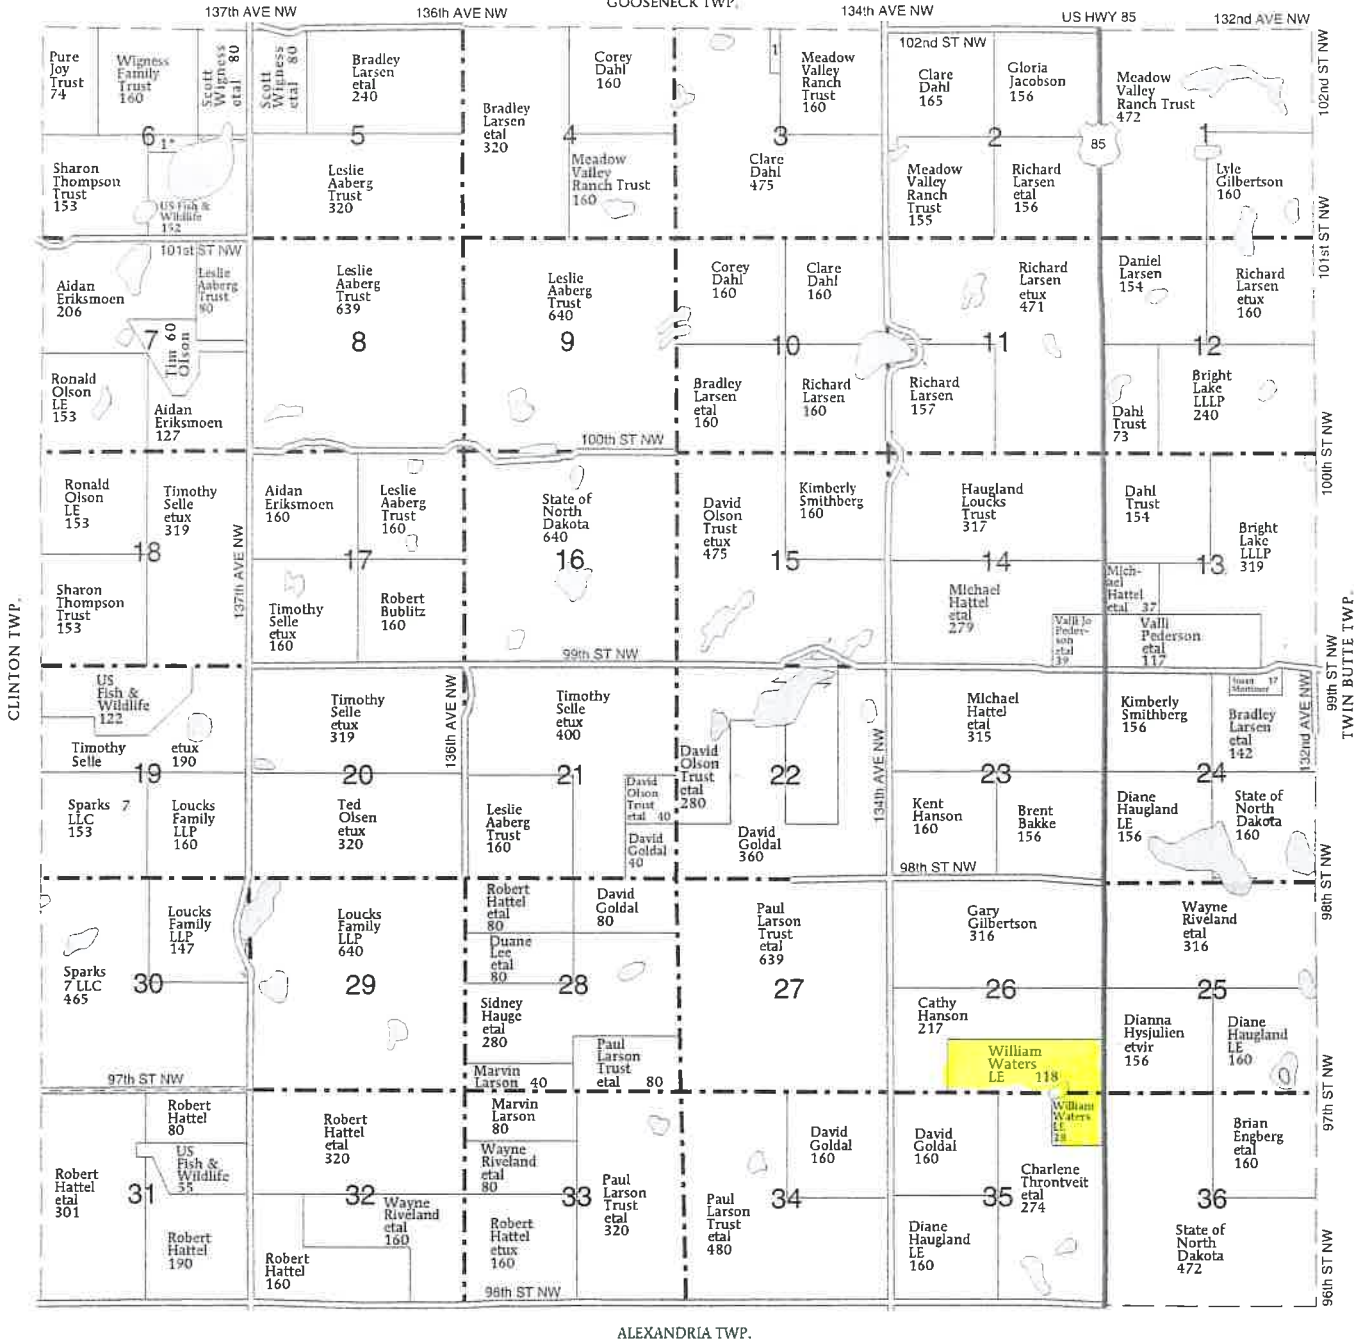 GOOSENECK TWP.
137th AVE NW
136th AVE NW
134th AVE NW
US HWY 85
132nd AVE NW
102nd ST NW
102nd ST NW
Pure
Joy
Trust
74
Wigness
Family
Trust
160
Scott
Wigness
etal 80
Scott
Wigness
etal 80
Bradley
Larsen
etal
240
6
1*
5
Sharon
Thompson
Trust
153
US Fish &
Wildlife
152
Leslie
Aaberg
Trust
320
Bradley
Larsen
etal
320
Corey
Dahl
160
4
Meadow
Valley
Ranch Trust
160
1
Meadow
Valley
Ranch
Trust
160
3
Clare
Dahl
475
Clare
Dahl
165
Gloria
Jacobson
156
2
85
Meadow
Valley
Ranch
Trust
155
Richard
Larsen
etal
156
Meadow
Valley
Ranch Trust
472
1
Lyle
Gilbertson
160
101st ST NW
101st ST NW
Aidan
Eriksmoen
206
Leslie
Aaberg
Trust
80
7
Tim 60
Olson
Ronald
Olson
LE
153
Aidan
Eriksmoen
127
Leslie
Aaberg
Trust
639
8
Leslie
Aaberg
Trust
640
9
Corey
Dahl
160
Clare
Dahl
160
10
Bradley
Larsen
etal
160
Richard
Larsen
160
Richard
Larsen
etux
471
11
Richard
Larsen
157
Daniel
Larsen
154
Richard
Larsen
etux
160
12
Dahl
Trust
73
Bright
Lake
LLLP
240
100th ST NW
100th ST NW
Ronald
Olson
LE
153
Timothy
Selle
etux
319
18
Sharon
Thompson
Trust
153
137th AVE NW
Aidan
Eriksmoen
160
Leslie
Aaberg
Trust
160
17
Timothy
Selle
etux
160
Robert
Bublitz
160
State of
North
Dakota
640
16
David
Olson
Trust
etux
475
Kimberly
Smithberg
160
15
Haugland
Loucks
Trust
317
14
Michael
Hattel
etal
279
Valli Jo
Peder-
son
etal
39
Dahl
Trust
154
Bright
Lake
LLLP
319
13
Mich-
ael
Hattel
etal 37
Valli
Pederson
etal
117
CLINTON TWP.
TWIN BUTTE TWP.
99th ST NW
99th ST NW
US
Fish &
Wildlife
122
Timothy
Selle
etux
190
19
Sparks 7
LLC
153
Loucks
Family
LLP
160
Timothy
Selle
etux
319
20
Ted
Olsen
etux
320
136th AVE NW
Timothy
Selle
etux
400
21
Leslie
Aaberg
Trust
160
David
Olson
Trust
etal 40
David
Goldal
40
David
Olson
Trust
etal
280
22
David
Goldal
360
134th AVE NW
Michael
Hattel
etal
315
23
Kent
Hanson
160
Brent
Bakke
156
Kimberly
Smithberg
156
17
Bradley
Larsen
etal
142
24
Diane
Haugland
LE
156
State of
North
Dakota
160
132nd AVE NW
98th ST NW
98th ST NW
Loucks
Family
LLP
147
Sparks
7 LLC
465
30
Loucks
Family
LLP
640
29
Robert
Hattel
etal
80
David
Goldal
80
Duane
Lee
etal
80
28
Sidney
Hauge
etal
280
Marvin
Larson 40
Paul
Larson
Trust
etal 80
Paul
Larson
Trust
etal
639
27
Gary
Gilbertson
316
26
Cathy
Hanson
217
William
Waters
LE 118
Wayne
Riveland
etal
316
25
Dianna
Hysjulien
etvir
156
Diane
Haugland
LE
160
97th ST NW
97th ST NW
Robert
Hattel
80
US
Fish &
Wildlife
55
Robert
Hattel
etal
301
31
Robert
Hattel
190
Robert
Hattel
etal
320
32
Wayne
Riveland
etal
160
Robert
Hattel
160
Marvin
Larson
80
Wayne
Riveland
etal
80
33
Robert
Hattel
etux
160
Paul
Larson
Trust
etal
320
David
Goldal
160
34
Paul
Larson
Trust
etal
480
David
Goldal
160
William
Waters
LE
28
35
Charlene
Throntveit
etal
274
Diane
Haugland
LE
160
Brian
Engberg
etal
160
36
State of
North
Dakota
472
96th ST NW
96th ST NW
ALEXANDRIA TWP.